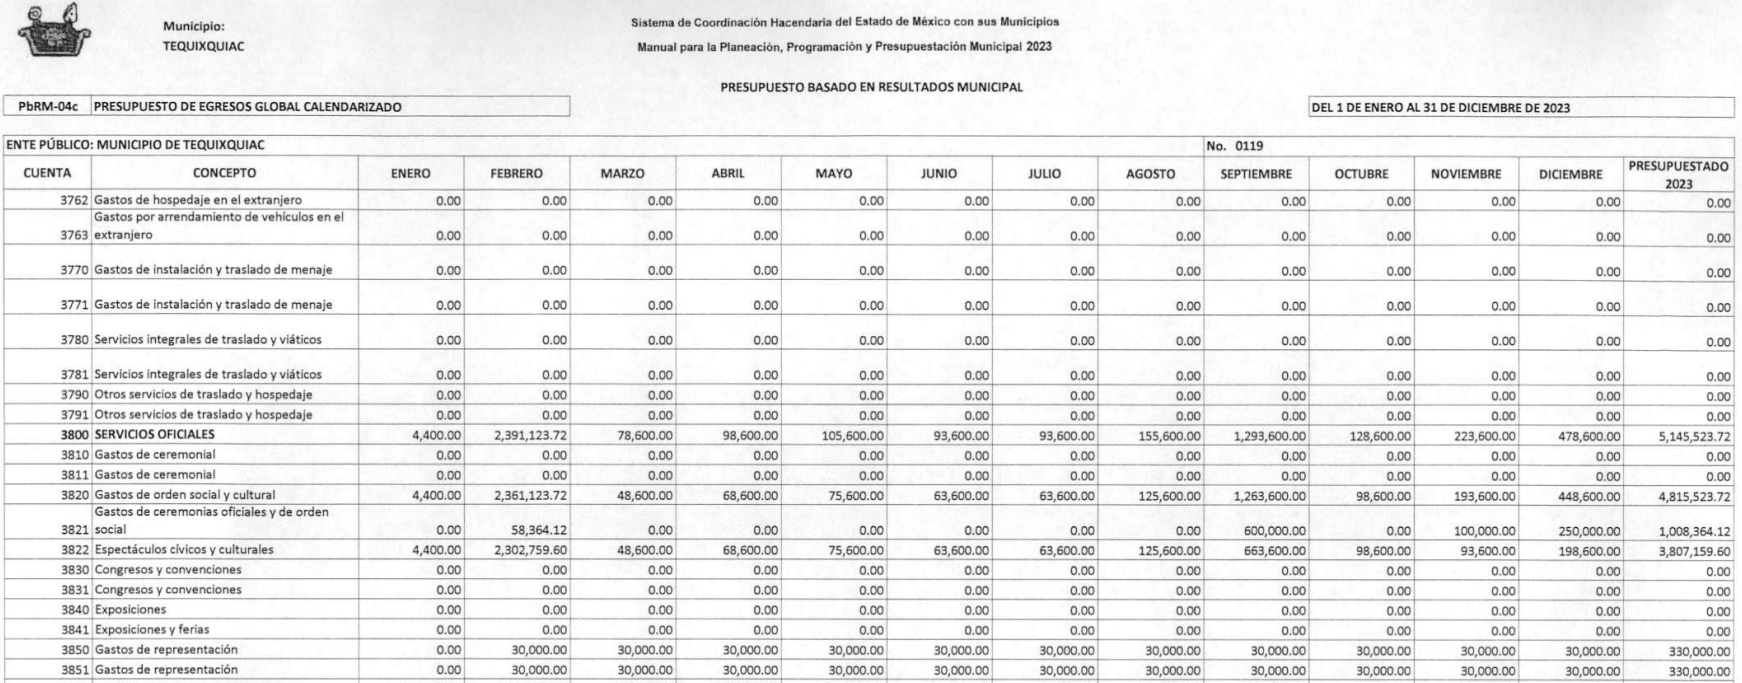 Municipio:
TEQUIXQUIAC
Sistema de Coordinación Hacendaria del Estado de México con sus Municipios
Manual para la Planeación, Programación y Presupuestación Municipal 2023
PRESUPUESTO BASADO EN RESULTADOS MUNICIPAL
PbRM-04c PRESUPUESTO DE EGRESOS GLOBAL CALENDARIZADO DEL 1 DE ENERO AL 31 DE DICIEMBRE DE 2023
ENTE PÚBLICO: MUNICIPIO DE TEQUIXQUIAC No. 0119
CUENTA CONCEPTO ENERO FEBRERO MARZO ABRIL MAYO JUNIO JULIO AGOSTO SEPTIEMBRE OCTUBRE NOVIEMBRE DICIEMBRE PRESUPUESTADO
2023
3762 Gastos de hospedaje en el extranjero 0.00 0.00 0.00 0.00 0.00 0.00 0.00 0.00 0.00 0.00 0.00 0.00 0.00
Gastos por arrendamiento de vehículos en el
3763 extranjero 0.00 0.00 0.00 0.00 0.00 0.00 0.00 0.00 0.00 0.00 0.00 0.00 0.00
3770 Gastos de instalación y traslado de menaje 0.00 0.00 0.00 0.00 0.00 0.00 0.00 0.00 0.00 0.00 0.00 0.00 0.00
3771 Gastos de instalación y traslado de menaje 0.00 0.00 0.00 0.00 0.00 0.00 0.00 0.00 0.00 0.00 0.00 0.00 0.00
3780 Servicios integrales de traslado y viáticos 0.00 0.00 0.00 0.00 0.00 0.00 0.00 0.00 0.00 0.00 0.00 0.00 0.00
3781 Servicios integrales de traslado y viáticos 0.00 0.00 0.00 0.00 0.00 0.00 0.00 0.00 0.00 0.00 0.00 0.00 0.00
3790 Otros servicios de traslado y hospedaje 0.00 0.00 0.00 0.00 0.00 0.00 0.00 0.00 0.00 0.00 0.00 0.00 0.00
3791 Otros servicios de traslado y hospedaje 0.00 0.00 0.00 0.00 0.00 0.00 0.00 0.00 0.00 0.00 0.00 0.00 0.00
3800 SERVICIOS OFICIALES 4,400.00 2,391,123.72 78,600.00 98,600.00 105,600.00 93,600.00 93,600.00 155,600.00 1,293,600.00 128,600.00 223,600.00 478,600.00 5,145,523.72
3810 Gastos de ceremonial 0.00 0.00 0.00 0.00 0.00 0.00 0.00 0.00 0.00 0.00 0.00 0.00 0.00
3811 Gastos de ceremonial 0.00 0.00 0.00 0.00 0.00 0.00 0.00 0.00 0.00 0.00 0.00 0.00 0.00
3820 Gastos de orden social y cultural 4,400.00 2,361,123.72 48,600.00 68,600.00 75,600.00 63,600.00 63,600.00 125,600.00 1,263,600.00 98,600.00 193,600.00 448,600.00 4,815,523.72
Gastos de ceremonias oficiales y de orden
3821 social 0.00 58,364.12 0.00 0.00 0.00 0.00 0.00 0.00 600,000.00 0.00 100,000.00 250,000.00 1,008,364.12
3822 Espectáculos cívicos y culturales 4,400.00 2,302,759.60 48,600.00 68,600.00 75,600.00 63,600.00 63,600.00 125,600.00 663,600.00 98,600.00 93,600.00 198,600.00 3,807,159.60
3830 Congresos y convenciones 0.00 0.00 0.00 0.00 0.00 0.00 0.00 0.00 0.00 0.00 0.00 0.00 0.00
3831 Congresos y convenciones 0.00 0.00 0.00 0.00 0.00 0.00 0.00 0.00 0.00 0.00 0.00 0.00 0.00
3840 Exposiciones 0.00 0.00 0.00 0.00 0.00 0.00 0.00 0.00 0.00 0.00 0.00 0.00 0.00
3841 Exposiciones y ferias 0.00 0.00 0.00 0.00 0.00 0.00 0.00 0.00 0.00 0.00 0.00 0.00 0.00
3850 Gastos de representación 0.00 30,000.00 30,000.00 30,000.00 30,000.00 30,000.00 30,000.00 30,000.00 30,000.00 30,000.00 30,000.00 30,000.00 330,000.00
3851 Gastos de representación 0.00 30,000.00 30,000.00 30,000.00 30,000.00 30,000.00 30,000.00 30,000.00 30,000.00 30,000.00 30,000.00 30,000.00 330,000.00